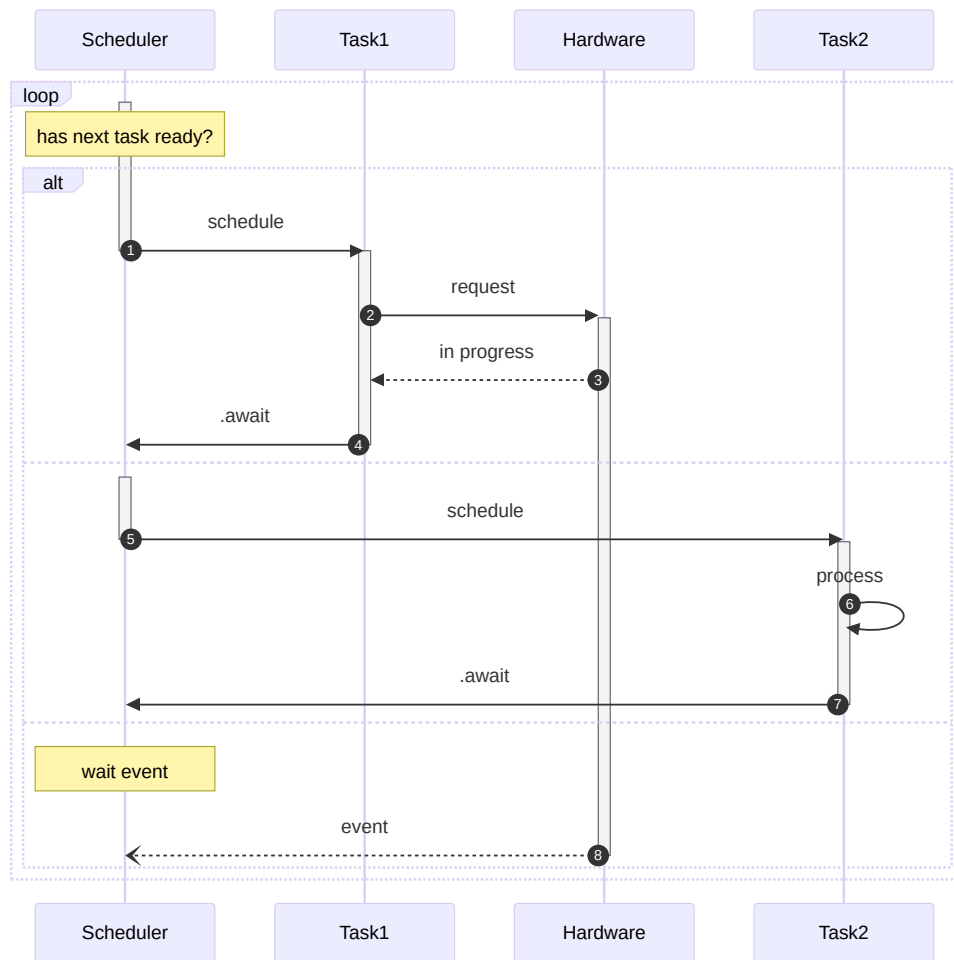 Scheduler
Task1
Hardware
Task2
loop
has next task ready?
alt
schedule
1
request
2
in progress
3
.await
4
schedule
5
process
6
.await
7
wait event
event
8
Scheduler
Task1
Hardware
Task2